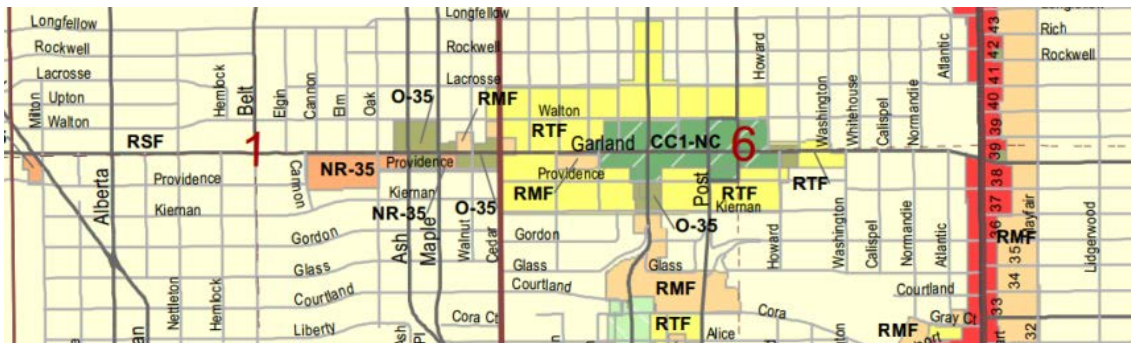 Longfellow
Rockwell
Lacrosse
Upton
Walton
Milton
Hemlock
Belt
Elgin
Cannon
Elm
Oak
O-35
RMF
Longfellow
Rockwell
Lacrosse
Walton
Howard
Atlantic
Rich
Rockwell
43
42
41
40
39
39
38
37
36
35
34
33
32
RSF
1
RTF
Garland
CC1-NC
6
Washington
Whitehouse
Calispel
Normandie
Providence
Alberta
Kiernan
Cannon
NR-35
Providence
Kiernan
NR-35
O-35
Providence
RMF
Post
RTF
Kiernan
RTF
O-35
Gordon
Ash
Maple
Walnut
Cedar
Gordon
Howard
Washington
Calispel
Normandie
Atlantic
RMF
Mayfair
Lidgerwood
Glass
Glass
Glass
Courtland
Courtland
RMF
Courtland
Nettleton
Hemlock
Liberty
Ash
Pl
Cora Ct
RTF
Alice
Cora
RMF
Gray Ct